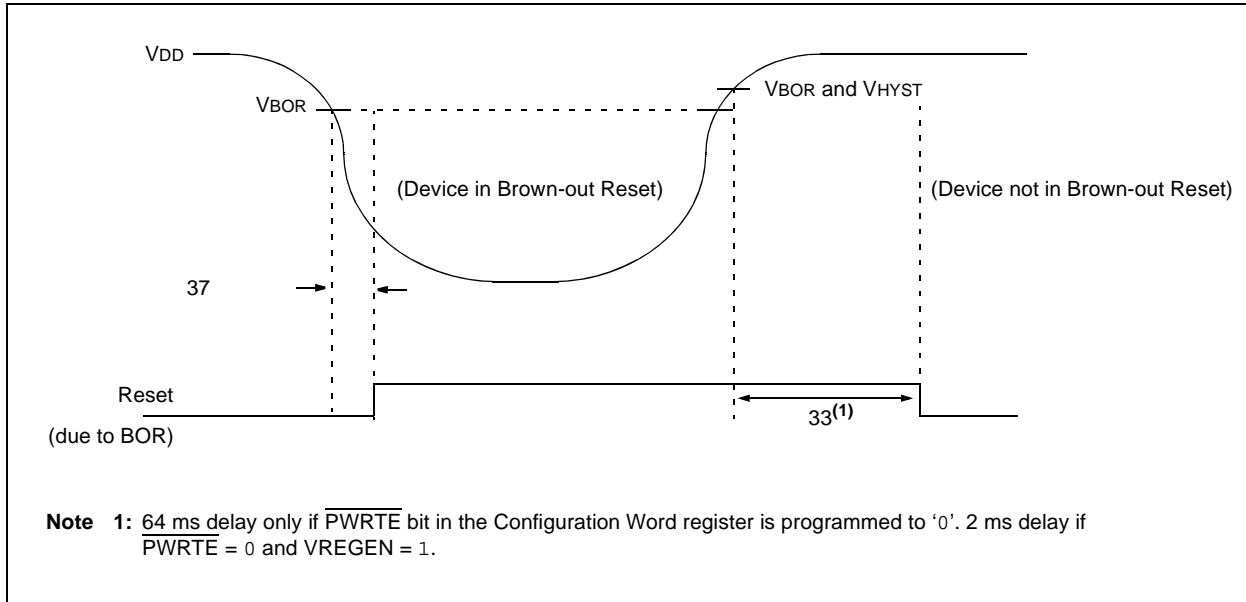 VDD
VBOR and VHYST
VBOR
(Device in Brown-out Reset)
(Device not in Brown-out Reset)
37
Reset
33(1)
(due to BOR)
Note 1: 64 ms delay only if PWRTE bit in the Configuration Word register is programmed to ‘0’. 2 ms delay if
PWRTE = 0 and VREGEN = 1.